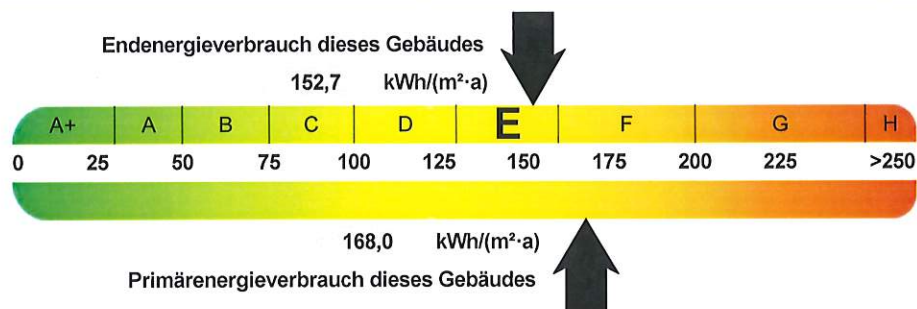 Endenergieverbrauch dieses Gebäudes
152,7 kWh/(m²·a)
A+ A B C D E F G H
0 25 50 75 100 125 150 175 200 225 >250
168,0 kWh/(m²·a)
Primärenergieverbrauch dieses Gebäudes